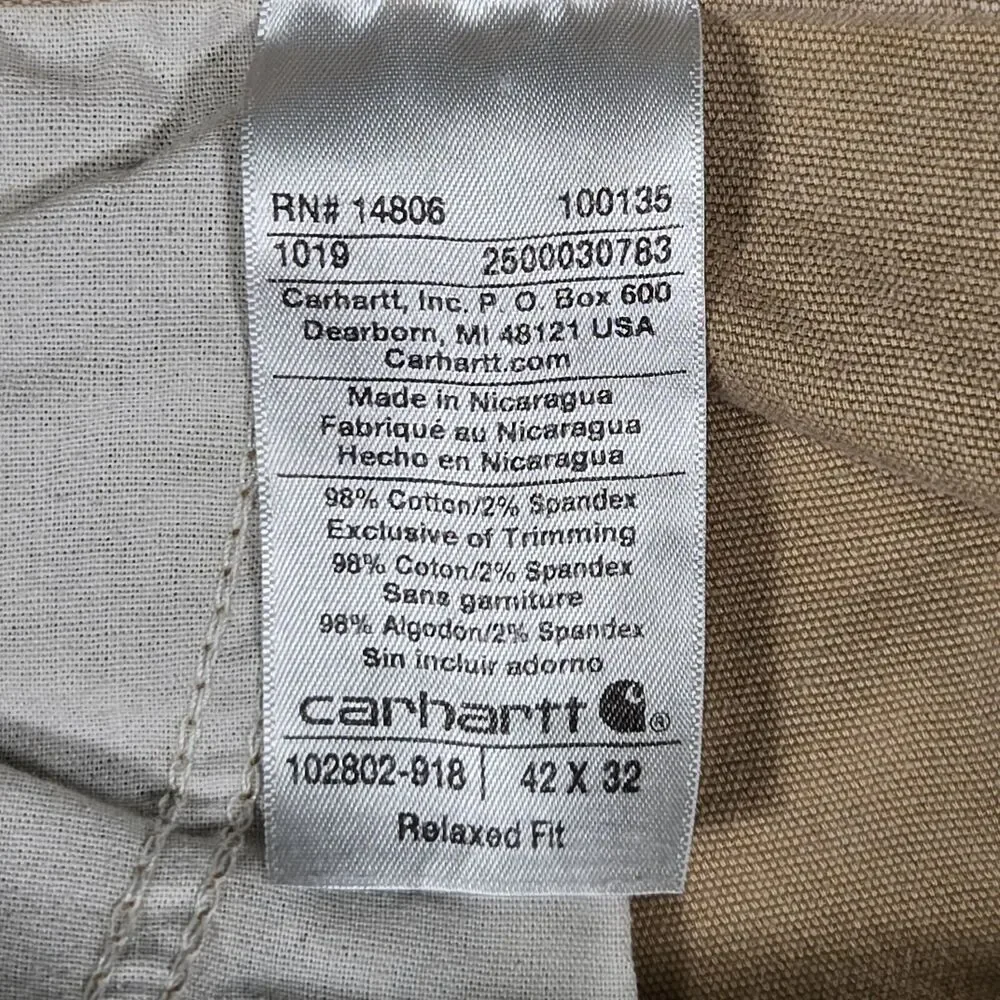 RN# 14806 100135
1019 2500030783
Carhartt, Inc. P. O. Box 600
Dearborn, MI 48121 USA
Carhartt.com
Made in Nicaragua
Fabriqué au Nicaragua
Hecho en Nicaragua
98% Cotton/2% Spandex
Exclusive of Trimming
98% Coton/2% Spandex
Sans garniture
98% Algodon/2% Spandex
Sin incluir adorno
carhartt ®
102802-918 | 42 X 32
Relaxed Fit